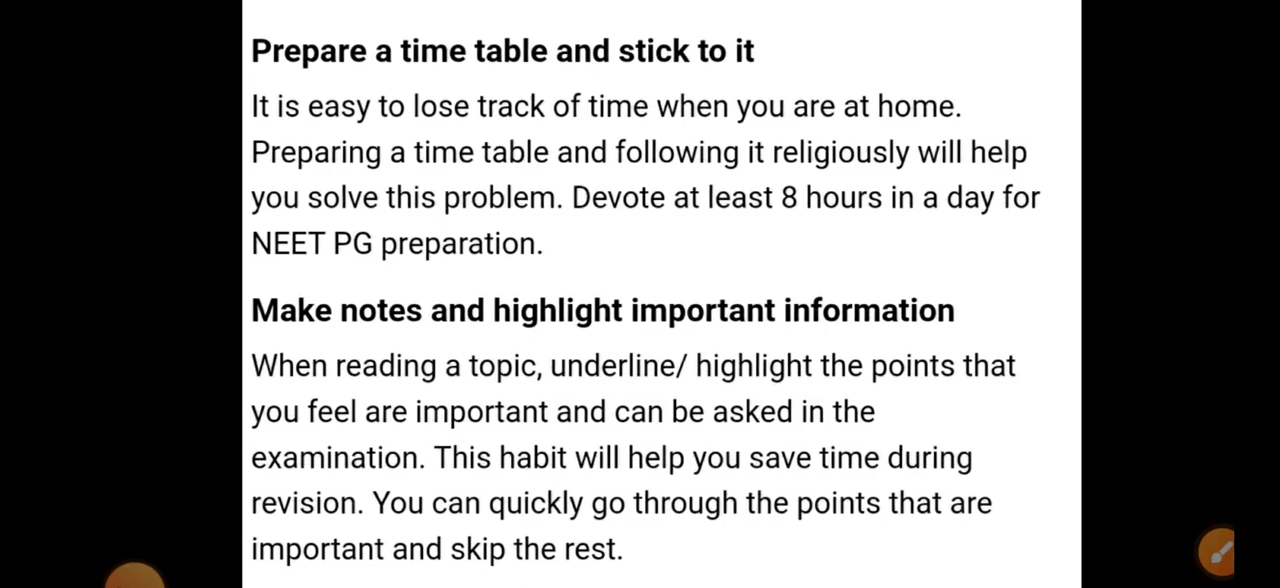 Prepare a time table and stick to it
It is easy to lose track of time when you are at home.
Preparing a time table and following it religiously will help
you solve this problem. Devote at least 8 hours in a day for
NEET PG preparation.
Make notes and highlight important information
When reading a topic, underline/ highlight the points that
you feel are important and can be asked in the
examination. This habit will help you save time during
revision. You can quickly go through the points that are
important and skip the rest.